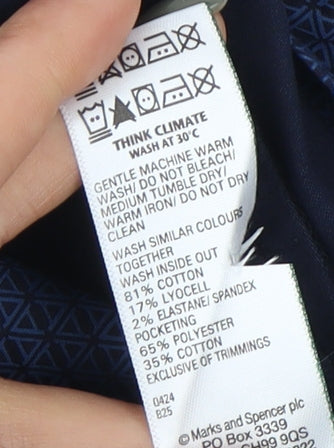 THINK CLIMATE
WASH AT 30°C
GENTLE MACHINE WARM
WASH/ DO NOT BLEACH/
MEDIUM TUMBLE DRY/
WARM IRON/ DO NOT DRY
CLEAN
WASH SIMILAR COLOURS
TOGETHER
WASH INSIDE OUT
81% COTTON
17% LYOCELL
2% ELASTANE/ SPANDEX
POCKETING
65% POLYESTER
35% COTTON
EXCLUSIVE OF TRIMMINGS
0424
B25
© Marks and Spencer plc
PO Box 3339
CH99 9QS